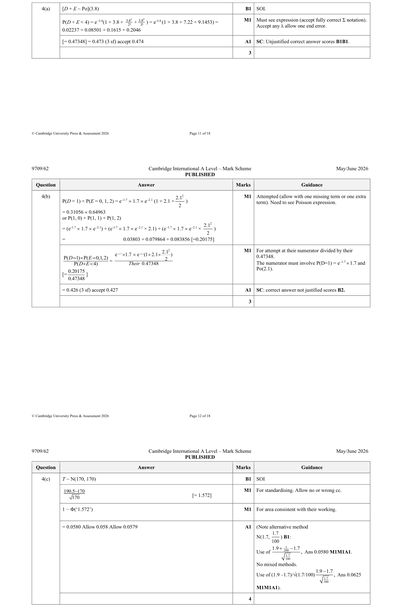 4(a)
[D + E ~ Po](3.8)
B1
SOI
P(D + E < 4) = e⁻³·⁸(1 + 3.8 + 3.8²/2! + 3.8³/3!) = e⁻³·⁸(1 + 3.8 + 7.22 + 9.1453) =
0.02237 + 0.08501 + 0.1615 + 0.2046
M1
Must see expression (accept fully correct Σ notation).
Accept any λ allow one end error.
[= 0.47348] = 0.473 (3 sf) accept 0.474
A1
SC: Unjustified correct answer scores B1B1.
3
© Cambridge University Press & Assessment 2026
Page 11 of 18
9709/62
Cambridge International A Level – Mark Scheme
May/June 2026
PUBLISHED
Question
Answer
Marks
Guidance
4(b)
P(D = 1) × P(E = 0, 1, 2) = e⁻¹·⁷ × 1.7 × e⁻²·¹ (1 + 2.1 + 2.1²/2)
= 0.31056 × 0.64963
or P(1, 0) + P(1, 1) + P(1, 2)
= (e⁻¹·⁷ × 1.7 × e⁻²·¹) + (e⁻¹·⁷ × 1.7 × e⁻²·¹ × 2.1) + (e⁻¹·⁷ × 1.7 × e⁻²·¹ × 2.1²/2)
= 0.03803 + 0.079864 + 0.083856 [=0.20175]
M1
Attempted (allow with one missing term or one extra
term). Need to see Poisson expression.
P(D=1)×P(E=0,1,2)/P(D+E<4) = e⁻¹·⁷×1.7×e⁻²·¹(1+2.1+2.1²/2)/Their 0.47348
[= 0.20175/0.47348]
M1
For attempt at their numerator divided by their
0.47348.
The numerator must involve P(D=1) = e⁻¹·⁷ × 1.7 and
Po(2.1).
= 0.426 (3 sf) accept 0.427
A1
SC: correct answer not justified scores B2.
3
© Cambridge University Press & Assessment 2026
Page 12 of 18
9709/62
Cambridge International A Level – Mark Scheme
May/June 2026
PUBLISHED
Question
Answer
Marks
Guidance
4(c)
T ~ N(170, 170)
B1
SOI
190.5−170/√170 [= 1.572]
M1
For standardising. Allow no or wrong cc.
1 − Φ('1.572')
M1
For area consistent with their working.
= 0.0580 Allow 0.058 Allow 0.0579
A1
(Note alternative method
N(1.7, 1.7/100) B1:
Use of
, Ans 0.0580 M1M1A1.
No mixed methods.
Use of (1.9 –1.7)/√(1.7/100)
, Ans 0.0625
M1M1A1).
4